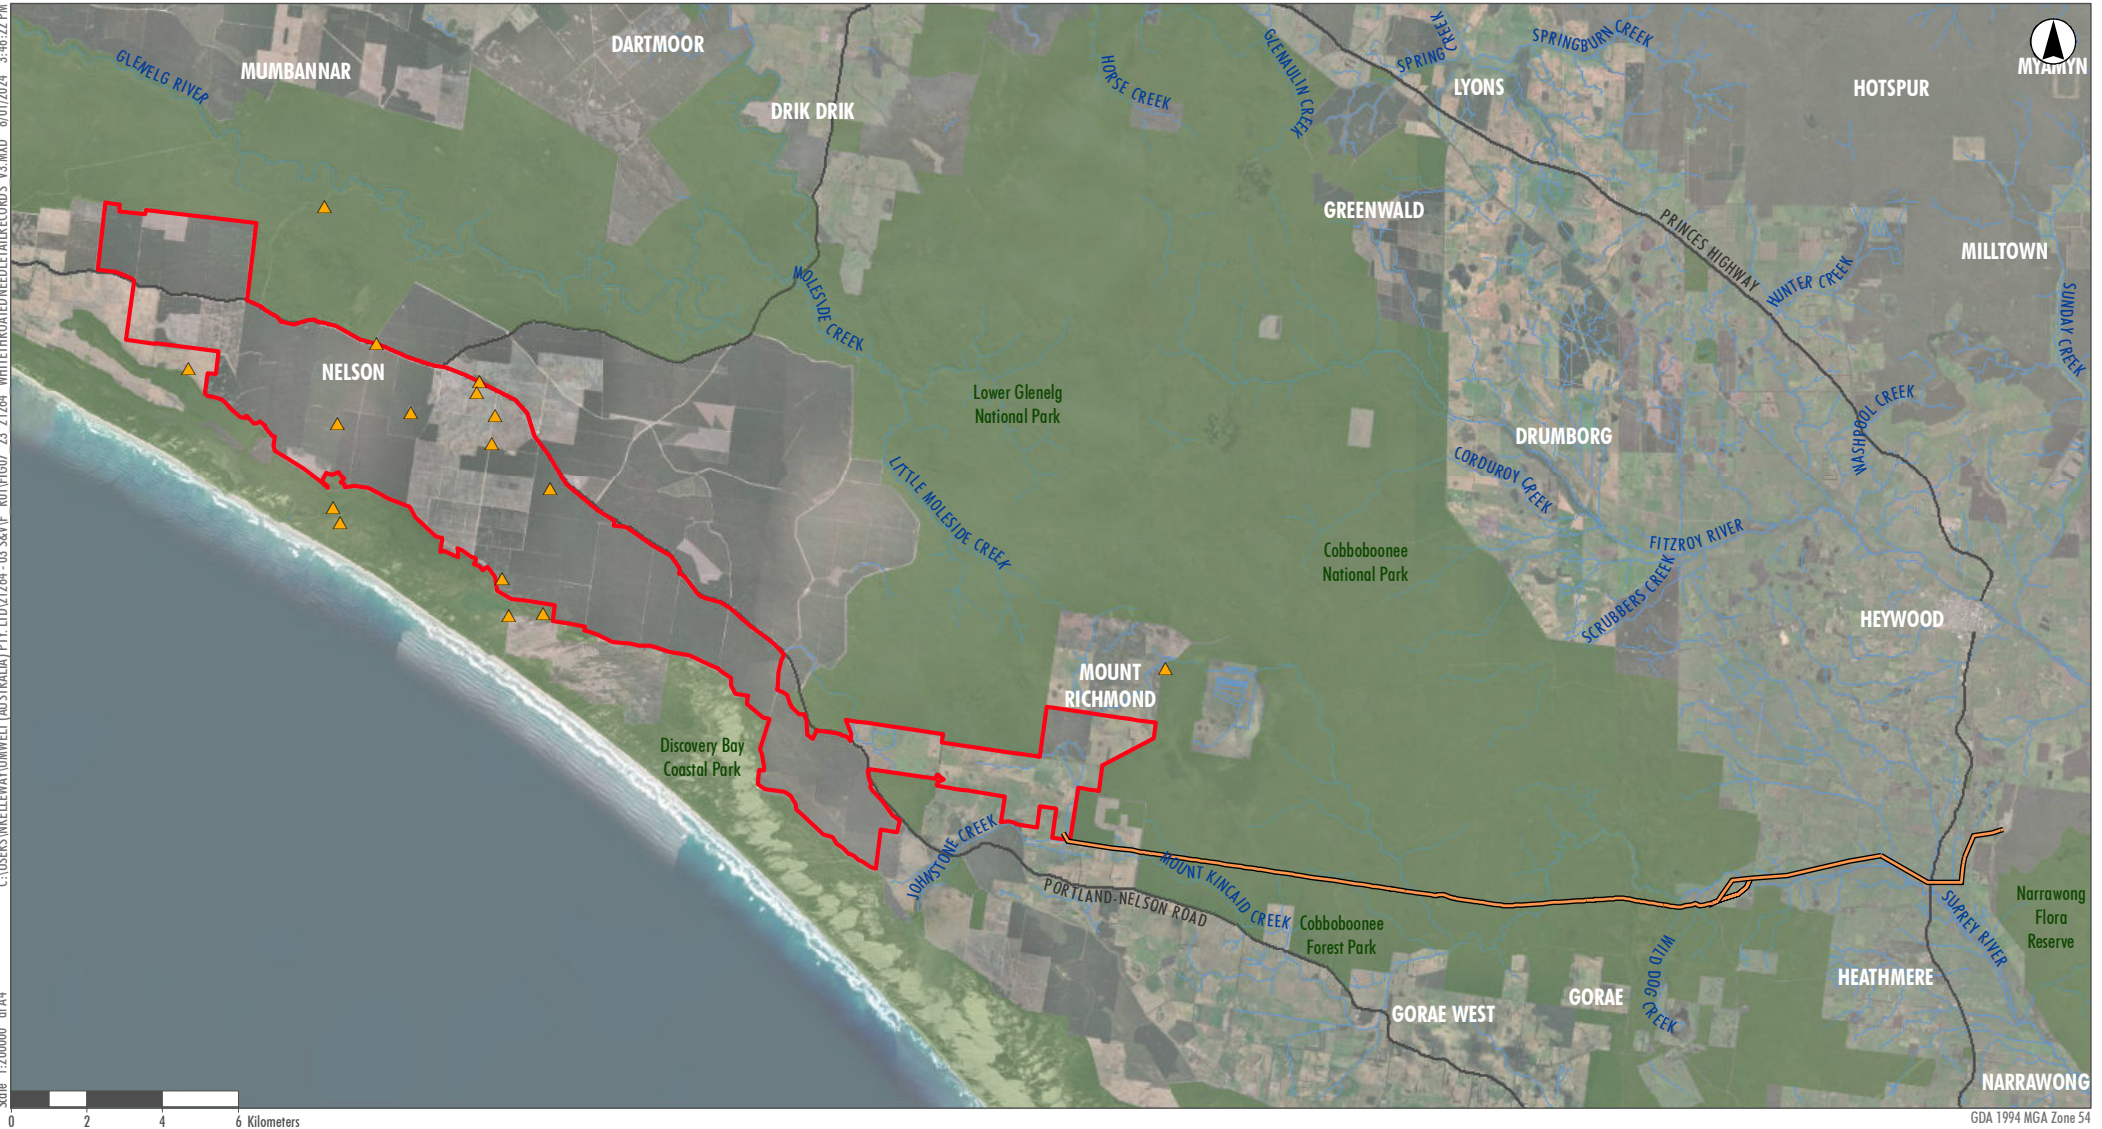 DARTMOOR
MUMBANNAR
GLENELG RIVER
DRIK DRIK
HORSE CREEK
GLENAULIN CREEK
SPRING CREEK
SPRINGBURN CREEK
LYONS
HOTSPUR
MYAMYN
GREENWALD
PRINCES HIGHWAY
MILLTOWN
HUNTER CREEK
SUNDAY CREEK
MOLESIDE CREEK
NELSON
Lower Glenelg
National Park
WASHPOOL CREEK
DRUMBORG
CORDUROY CREEK
LITTLE MOLESIDE CREEK
FITZROY RIVER
Cobboboonee
National Park
SCRUBBERS CREEK
HEYWOOD
MOUNT
RICHMOND
Discovery Bay
Coastal Park
JOHNSTONE CREEK
MOUNT KINCAID CREEK
PORTLAND-NELSON ROAD
Cobboboonee
Forest Park
WILD DOG CREEK
SURREY RIVER
Narrawong
Flora
Reserve
HEATHMERE
GORAE
GORAE WEST
NARRAWONG
0 2 4 6 Kilometers
GDA 1994 MGA Zone 54